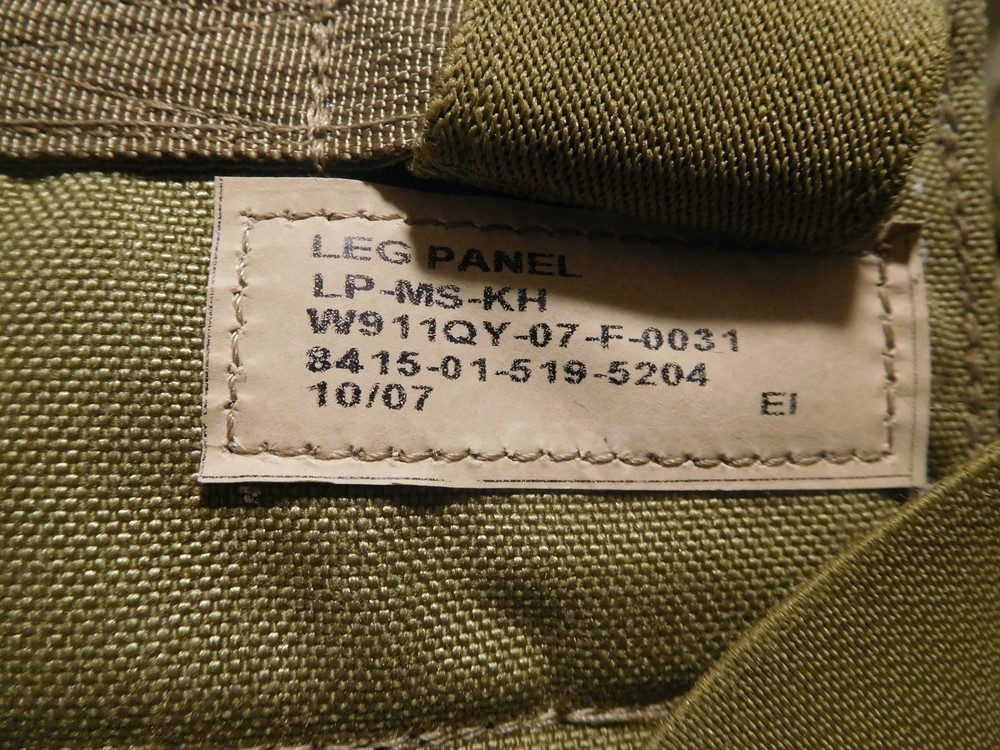 LEG PANEL
LP-MS-KH
W911QY-07-F-0031
8415-01-519-5204
10/07 EI